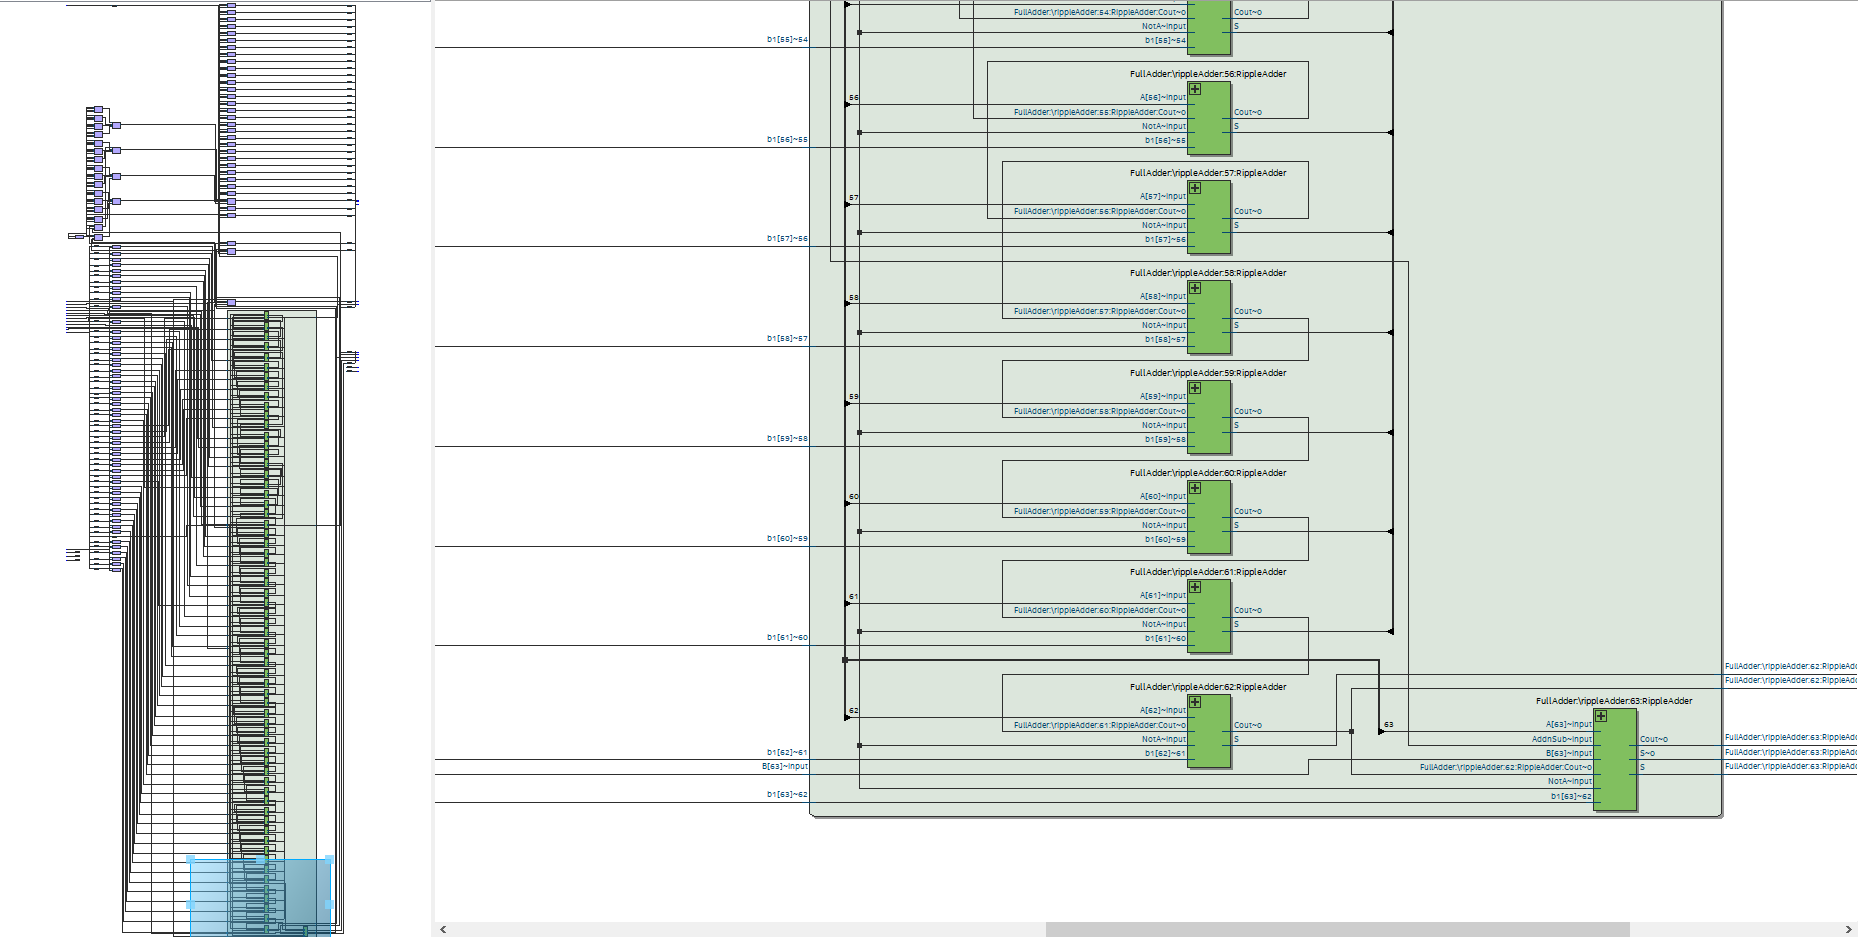 FullAdder:\rippleAdder:54:RippleAdder:Cout~o
Cout~o
NotA~input
S
b1[55]~54
b1[55]~54
FullAdder:\rippleAdder:56:RippleAdder
56
A[56]~input
FullAdder:\rippleAdder:55:RippleAdder:Cout~o
Cout~o
NotA~input
S
b1[56]~55
b1[56]~55
FullAdder:\rippleAdder:57:RippleAdder
57
A[57]~input
FullAdder:\rippleAdder:56:RippleAdder:Cout~o
Cout~o
NotA~input
S
b1[57]~56
b1[57]~56
FullAdder:\rippleAdder:58:RippleAdder
58
A[58]~input
FullAdder:\rippleAdder:57:RippleAdder:Cout~o
Cout~o
NotA~input
S
b1[58]~57
b1[58]~57
FullAdder:\rippleAdder:59:RippleAdder
59
A[59]~input
FullAdder:\rippleAdder:58:RippleAdder:Cout~o
Cout~o
NotA~input
S
b1[59]~58
b1[59]~58
FullAdder:\rippleAdder:60:RippleAdder
60
A[60]~input
FullAdder:\rippleAdder:59:RippleAdder:Cout~o
Cout~o
NotA~input
S
b1[60]~59
b1[60]~59
FullAdder:\rippleAdder:61:RippleAdder
61
A[61]~input
FullAdder:\rippleAdder:60:RippleAdder:Cout~o
Cout~o
NotA~input
S
b1[61]~60
b1[61]~60
FullAdder:\rippleAdder:62:RippleAdd
FullAdder:\rippleAdder:62:RippleAdd
FullAdder:\rippleAdder:62:RippleAdder
62
A[62]~input
FullAdder:\rippleAdder:61:RippleAdder:Cout~o
Cout~o
NotA~input
S
b1[62]~61
b1[62]~61
B[63]~input
b1[63]~62
FullAdder:\rippleAdder:63:RippleAdder
63
A[63]~input
AddnSub~input
Cout~o
FullAdder:\rippleAdder:63:RippleAdd
B[63]~input
S~o
FullAdder:\rippleAdder:63:RippleAdd
FullAdder:\rippleAdder:62:RippleAdder:Cout~o
S
FullAdder:\rippleAdder:63:RippleAdd
NotA~input
b1[63]~62